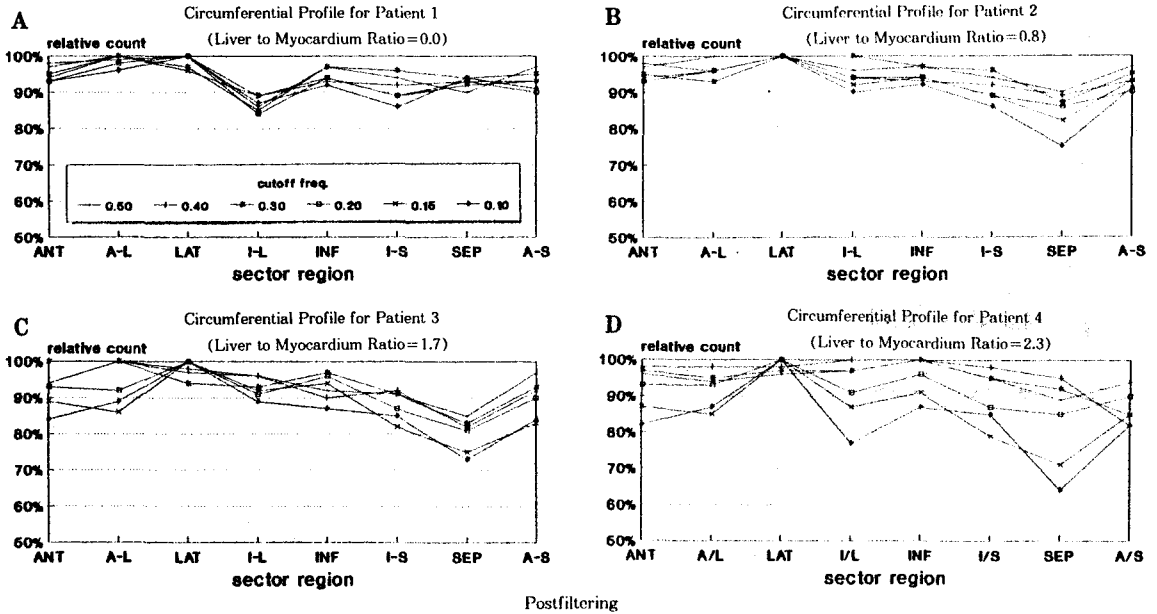 A
Circumferential Profile for Patient 1
(Liver to Myocardium Ratio=0.0)
relative count
100%
90%
80%
70%
60%
50%
cutoff freq.
0.50 0.40 0.30 0.20 0.15 0.10
ANT A-L LAT I-L INF I-S SEP A-S
sector region
B
Circumferential Profile for Patient 2
(Liver to Myocardium Ratio=0.8)
relative count
100%
90%
80%
70%
60%
50%
ANT A-L LAT I-L INF I-S SEP A-S
sector region
C
Circumferential Profile for Patient 3
(Liver to Myocardium Ratio=1.7)
relative count
100%
90%
80%
70%
60%
50%
ANT A-L LAT I-L INF I-S SEP A-S
sector region
D
Circumferential Profile for Patient 4
(Liver to Myocardium Ratio=2.3)
relative count
100%
90%
80%
70%
60%
50%
ANT A/L LAT I/L INF I/S SEP A/S
sector region
Postfiltering